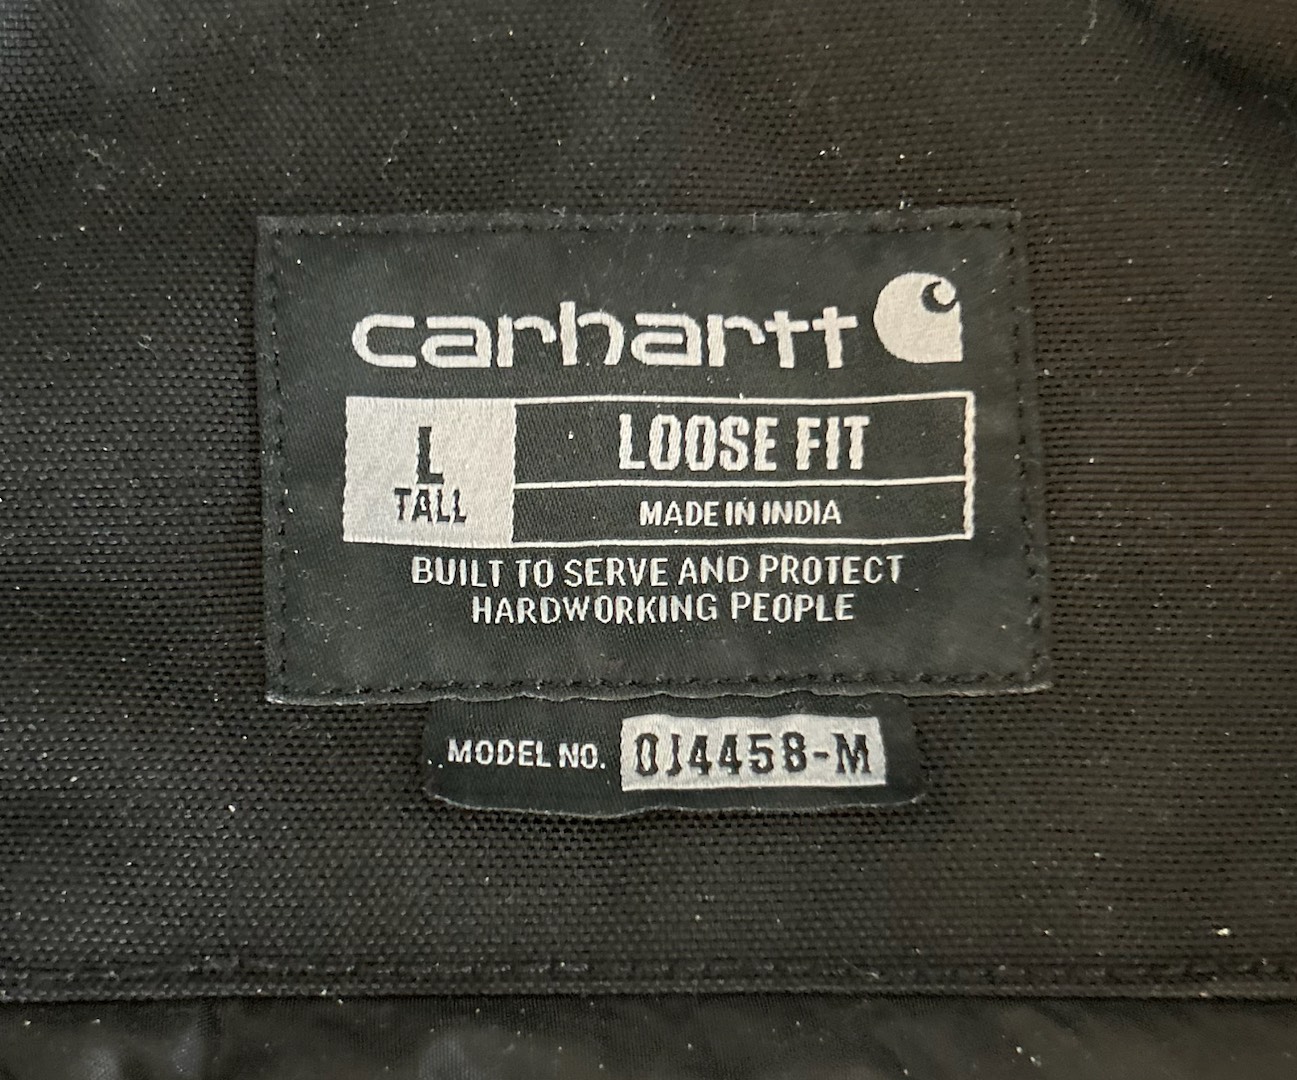 carhartt
L
TALL
LOOSE FIT
MADE IN INDIA
BUILT TO SERVE AND PROTECT
HARDWORKING PEOPLE
MODEL NO. OJ4458-M